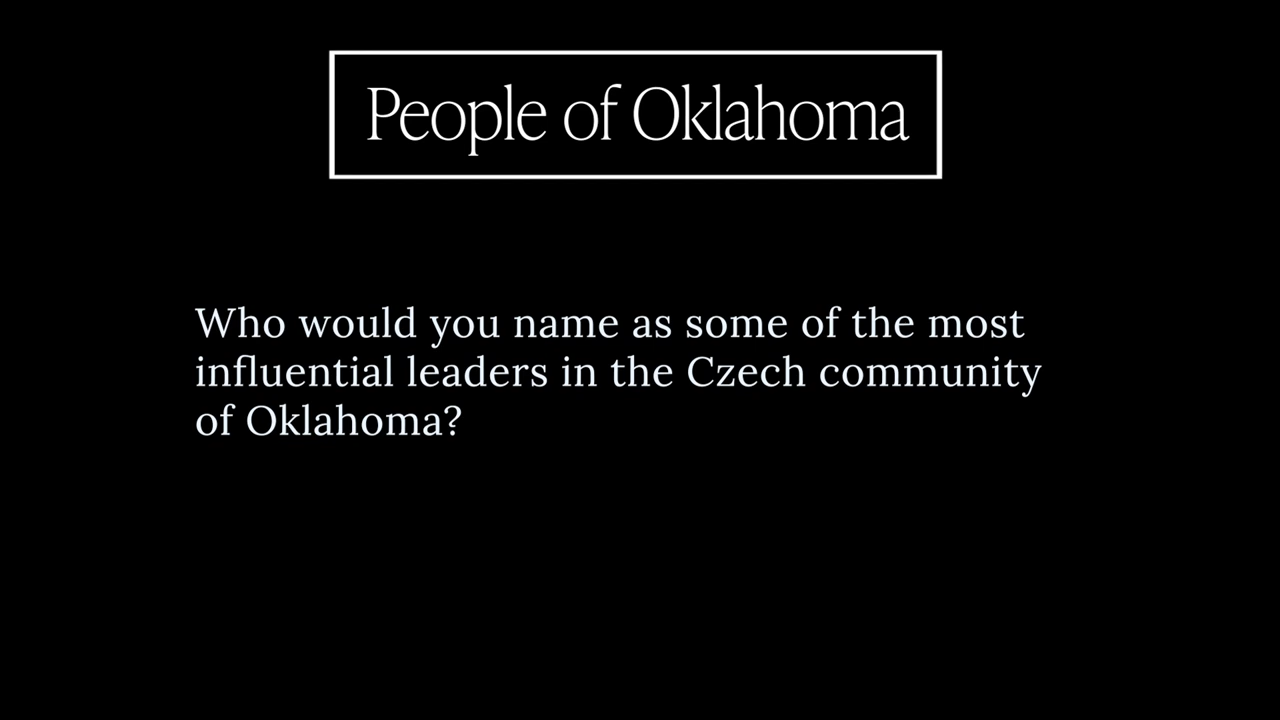 People of Oklahoma
Who would you name as some of the most
influential leaders in the Czech community
of Oklahoma?